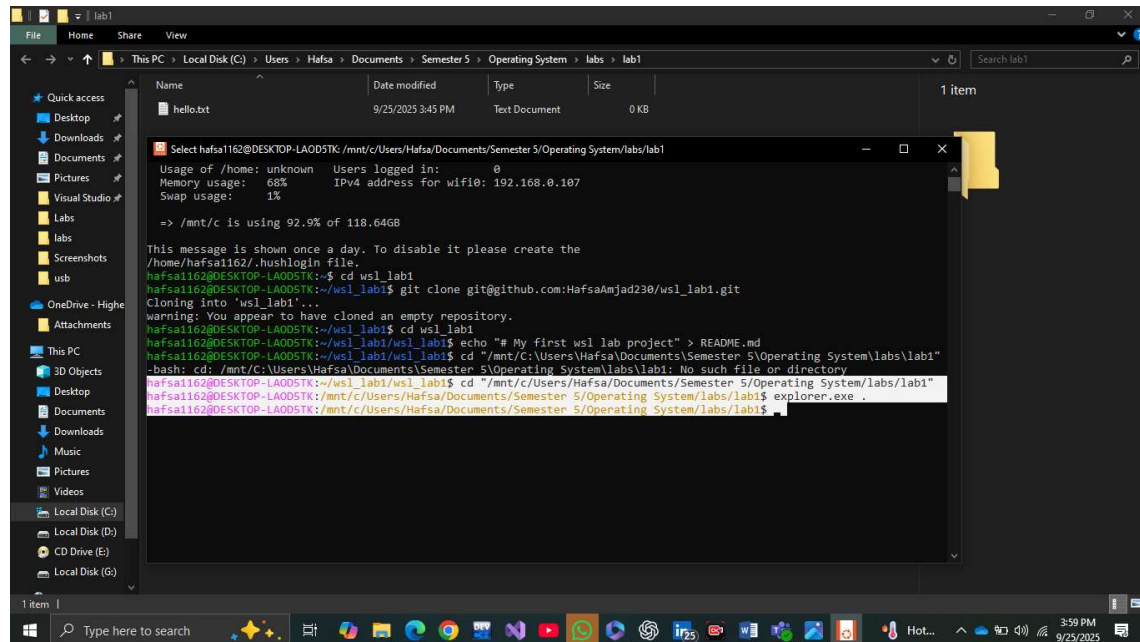 lab1
File Home Share View
This PC > Local Disk (C:) > Users > Hafsa > Documents > Semester 5 > Operating System > labs > lab1
Search lab1
Quick access
Desktop
Downloads
Documents
Pictures
Visual Studio
Labs
labs
Screenshots
usb
OneDrive - Highe
Attachments
This PC
3D Objects
Desktop
Documents
Downloads
Music
Pictures
Videos
Local Disk (C:)
Local Disk (D:)
CD Drive (E:)
Local Disk (G:)
Name Date modified Type Size
hello.txt 9/25/2025 3:45 PM Text Document 0 KB
1 item
Select hafsa1162@DESKTOP-LAOD5TK: /mnt/c/Users/Hafsa/Documents/Semester 5/Operating System/labs/lab1
Usage of /home: unknown Users logged in: 0
Memory usage: 68% IPv4 address for wifi0: 192.168.0.107
Swap usage: 1%
=> /mnt/c is using 92.9% of 118.64GB
This message is shown once a day. To disable it please create the
/home/hafsa1162/.hushlogin file.
hafsa1162@DESKTOP-LAOD5TK:~$ cd wsl_lab1
hafsa1162@DESKTOP-LAOD5TK:~/wsl_lab1$ git clone git@github.com:HafsaAmjad230/wsl_lab1.git
Cloning into 'wsl_lab1'...
warning: You appear to have cloned an empty repository.
hafsa1162@DESKTOP-LAOD5TK:~/wsl_lab1$ cd wsl_lab1
hafsa1162@DESKTOP-LAOD5TK:~/wsl_lab1/wsl_lab1$ echo "# My first wsl lab project" > README.md
hafsa1162@DESKTOP-LAOD5TK:~/wsl_lab1/wsl_lab1$ cd "/mnt/C:\Users\Hafsa\Documents\Semester 5\Operating System\labs\lab1"
-bash: cd: /mnt/C:\Users\Hafsa\Documents\Semester 5\Operating System\labs\lab1: No such file or directory
hafsa1162@DESKTOP-LAOD5TK:~/wsl_lab1/wsl_lab1$ cd "/mnt/c/Users/Hafsa/Documents/Semester 5/Operating System/labs/lab1"
hafsa1162@DESKTOP-LAOD5TK:/mnt/c/Users/Hafsa/Documents/Semester 5/Operating System/labs/lab1$ explorer.exe .
hafsa1162@DESKTOP-LAOD5TK:/mnt/c/Users/Hafsa/Documents/Semester 5/Operating System/labs/lab1$
1 item
Type here to search
DEV
in 25
Hot...
3:59 PM
9/25/2025